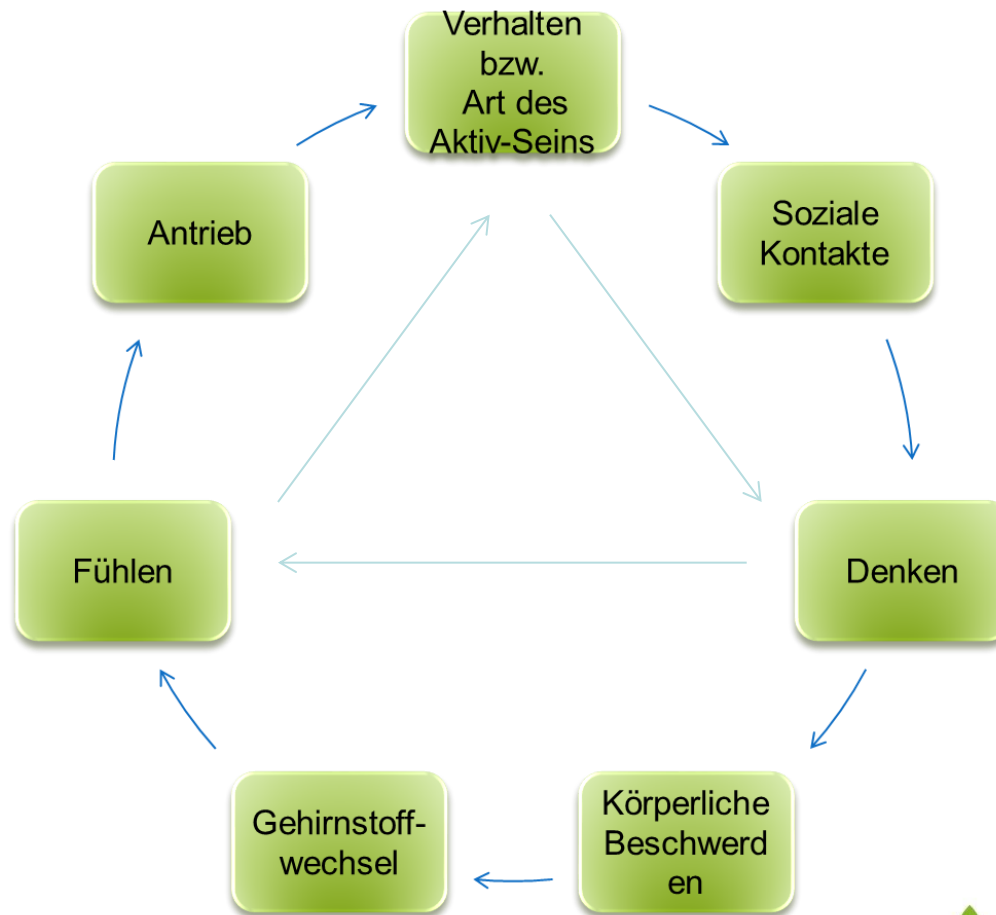 Verhalten
bzw.
Art des
Aktiv-Seins
Soziale
Kontakte
Denken
Körperliche
Beschwerd
en
Gehirnstoff-
wechsel
Fühlen
Antrieb